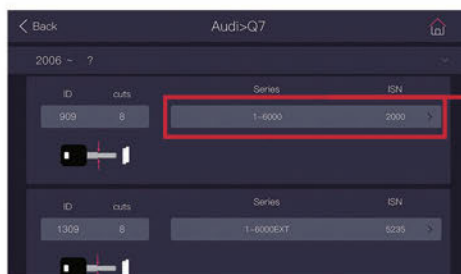 Back Audi>Q7
2006 ~ ?
ID cuts Series ISN
909 8 1-6000 2000 >
ID cuts Series ISN
1309 8 1-6000EXT 5235 >